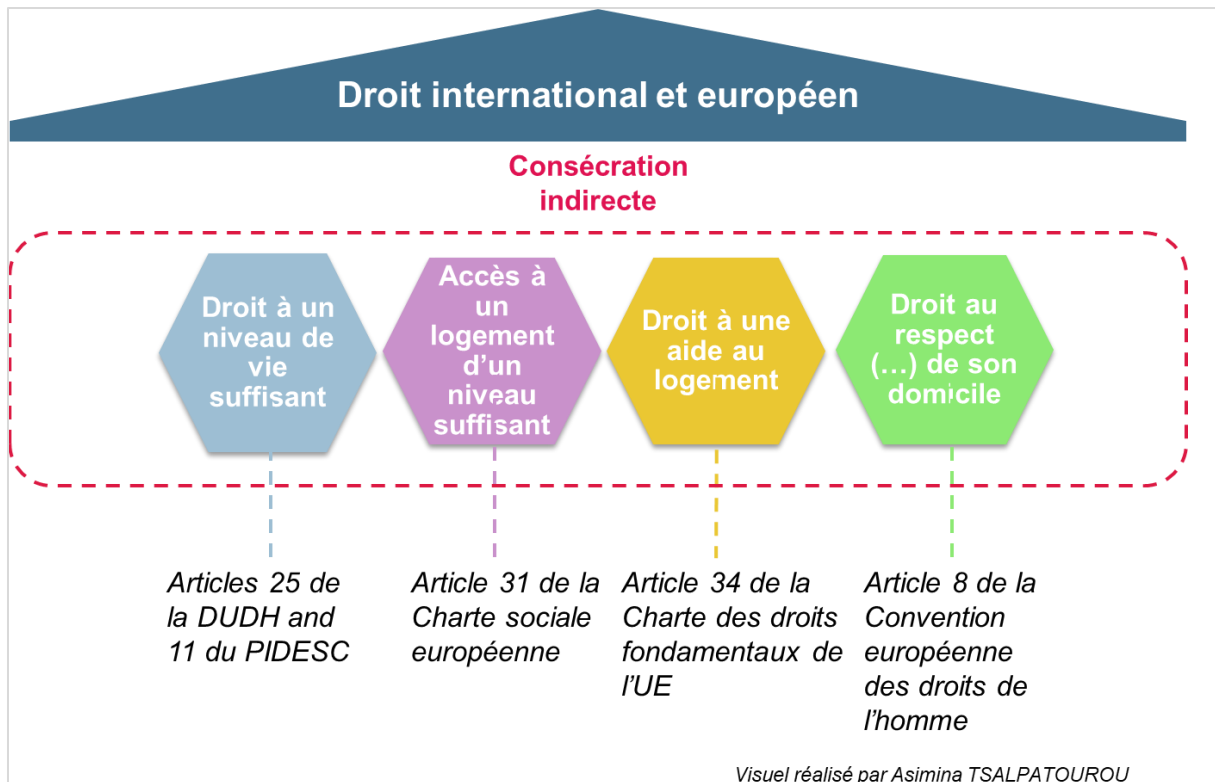 Droit international et européen
Consécration
indirecte
Droit à un
niveau de
vie
suffisant
Accès à
un
logement
d'un
niveau
suffisant
Droit à une
aide au
logement
Droit au
respect
(…) de son
domicile
Articles 25 de
la DUDH and
11 du PIDESC
Article 31 de la
Charte sociale
européenne
Article 34 de la
Charte des droits
fondamentaux de
l'UE
Article 8 de la
Convention
européenne
des droits de
l'homme
Visuel réalisé par Asimina TSALPATOUROU